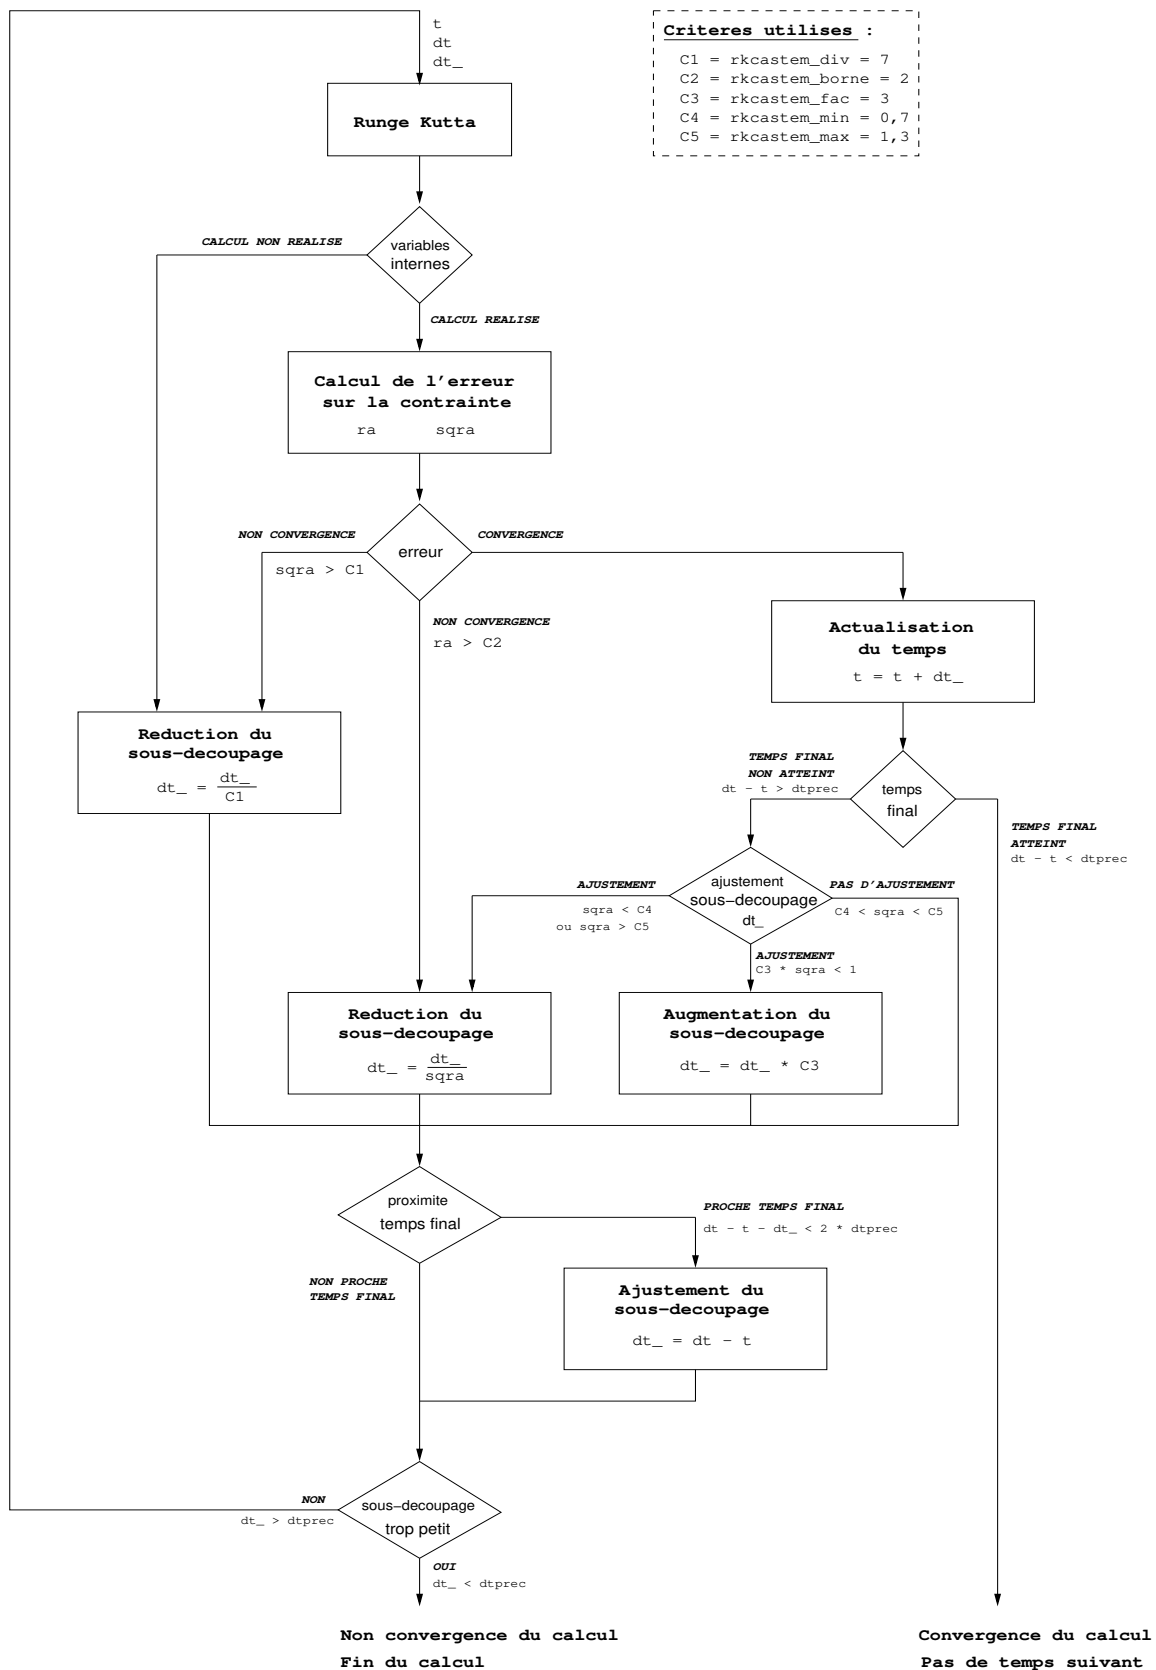 t
dt
dt_
Criteres utilises :
C1 = rkcastem_div = 7
C2 = rkcastem_borne = 2
C3 = rkcastem_fac = 3
C4 = rkcastem_min = 0,7
C5 = rkcastem_max = 1,3
Runge Kutta
CALCUL NON REALISE
variables
internes
CALCUL REALISE
Calcul de l'erreur
sur la contrainte
ra sqra
NON CONVERGENCE
sqra > C1
erreur
CONVERGENCE
NON CONVERGENCE
ra > C2
Actualisation
du temps
t = t + dt_
Reduction du
sous-decoupage
dt_ = dt_
C1
TEMPS FINAL
NON ATTEINT
dt - t > dtprec
temps
final
TEMPS FINAL
ATTEINT
dt - t < dtprec
AJUSTEMENT
sqra < C4
ou sqra > C5
ajustement
sous-decoupage
dt_
PAS D'AJUSTEMENT
C4 < sqra < C5
AJUSTEMENT
C3 * sqra < 1
Reduction du
sous-decoupage
dt_ = dt_
sqra
Augmentation du
sous-decoupage
dt_ = dt_ * C3
proximite
temps final
PROCHE TEMPS FINAL
dt - t - dt_ < 2 * dtprec
NON PROCHE
TEMPS FINAL
Ajustement du
sous-decoupage
dt_ = dt - t
NON
dt_ > dtprec
sous-decoupage
trop petit
OUI
dt_ < dtprec
Non convergence du calcul
Fin du calcul
Convergence du calcul
Pas de temps suivant